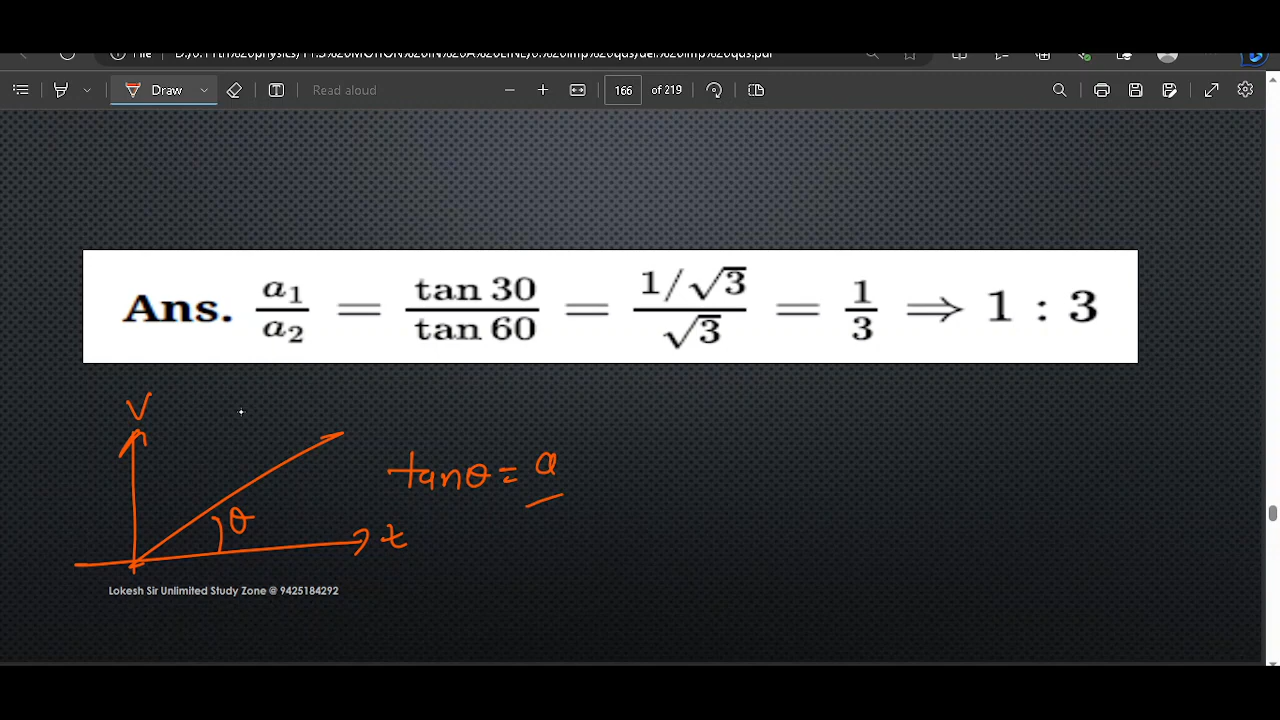 Draw
Read aloud
166 of 219
Ans. a₁/a₂ = tan 30/tan 60 = 1/√3/√3 = 1/3 ⇒ 1 : 3
V
tanθ = a
θ
t
Lokesh Sir Unlimited Study Zone @ 9425184292